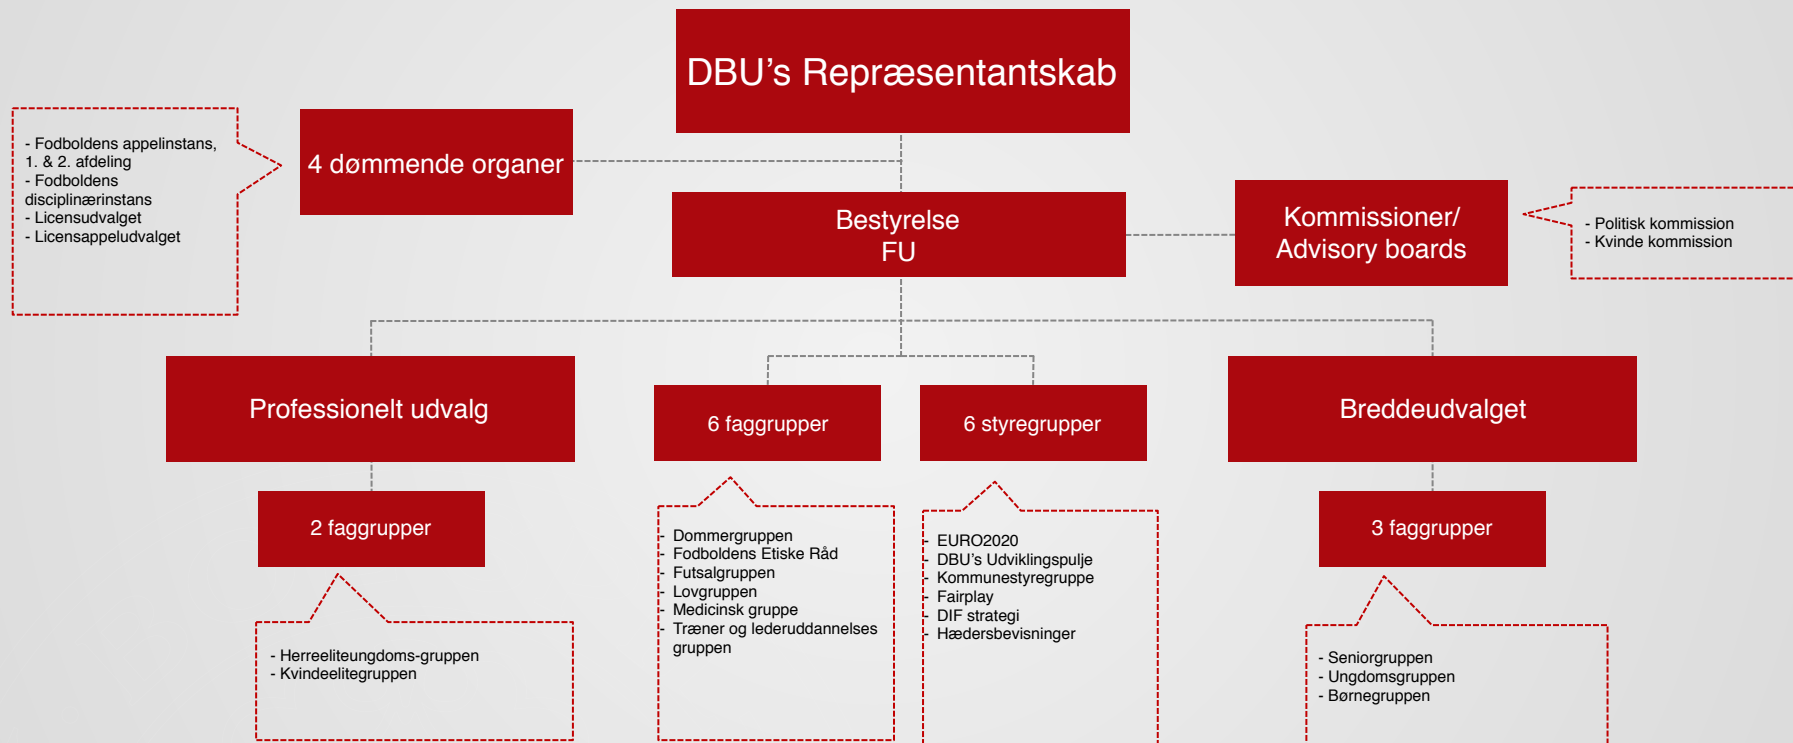 DBU’s Repræsentantskab
- Fodboldens appelinstans,
1. & 2. afdeling
- Fodboldens
disciplinærinstans
- Licensudvalget
- Licensappeludvalget
4 dømmende organer
Bestyrelse
FU
Kommissioner/
Advisory boards
- Politisk kommission
- Kvinde kommission
Professionelt udvalg
6 faggrupper
6 styregrupper
Breddeudvalget
2 faggrupper
- Herreeliteungdoms-gruppen
- Kvindeelitegruppen
- Dommergruppen
- Fodboldens Etiske Råd
- Futsalgruppen
- Lovgruppen
- Medicinsk gruppe
- Træner og lederuddannelses
gruppen
- EURO2020
- DBU’s Udviklingspulje
- Kommunestyregruppe
- Fairplay
- DIF strategi
- Hædersbevisninger
3 faggrupper
- Seniorgruppen
- Ungdomsgruppen
- Børnegruppen